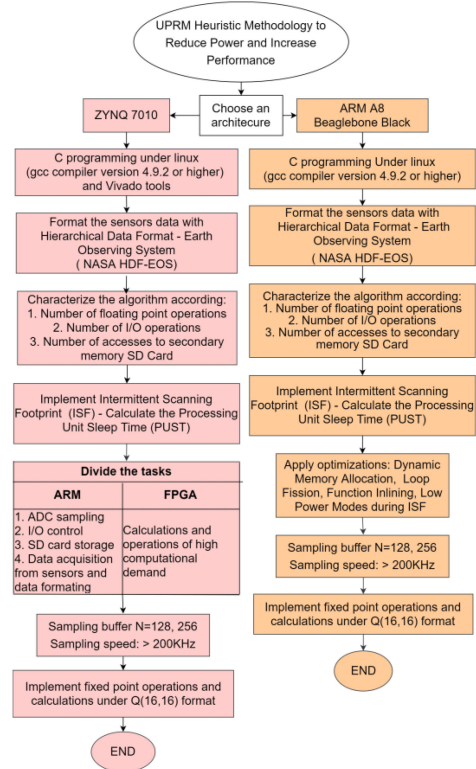 UPRM Heuristic Methodology to
Reduce Power and Increase
Performance
Choose an
architecure
ZYNQ 7010
C programming under linux
(gcc compiler version 4.9.2 or higher)
and Vivado tools
Format the sensors data with
Hierarchical Data Format - Earth
Observing System
( NASA HDF-EOS)
Characterize the algorithm according:
1. Number of floating point operations
2. Number of I/O operations
3. Number of accesses to secondary
memory SD Card
Implement Intermittent Scanning
Footprint (ISF) - Calculate the Processing
Unit Sleep Time (PUST)
Divide the tasks
ARM
1. ADC sampling
2. I/O control
3. SD card storage
4. Data acquisition
from sensors and
data formating
FPGA
Calculations and
operations of high
computational
demand
Sampling buffer N=128, 256
Sampling speed: > 200KHz
Implement fixed point operations and
calculations under Q(16,16) format
END
ARM A8
Beaglebone Black
C programming Under linux
(gcc compiler version 4.9.2 or higher)
Format the sensors data with
Hierarchical Data Format - Earth
Observing System
( NASA HDF-EOS)
Characterize the algorithm according:
1. Number of floating point operations
2. Number of I/O operations
3. Number of accesses to secondary
memory SD Card
Implement Intermittent Scanning
Footprint (ISF) - Calculate the Processing
Unit Sleep Time (PUST)
Apply optimizations: Dynamic
Memory Allocation, Loop
Fission, Function Inlining, Low
Power Modes during ISF
Sampling buffer N=128, 256
Sampling speed: > 200KHz
Implement fixed point operations and
calculations under Q(16,16) format
END